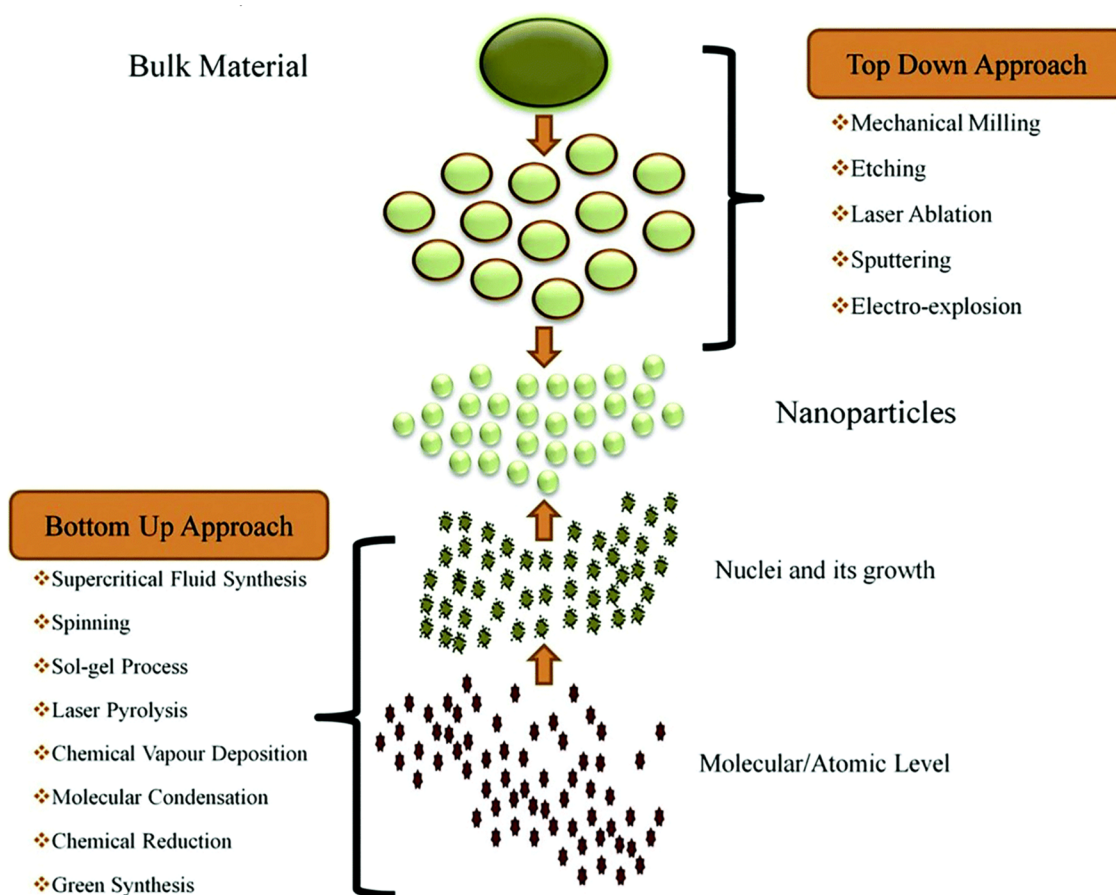 Bulk Material
Top Down Approach
❖Mechanical Milling
❖Etching
❖Laser Ablation
❖Sputtering
❖Electro-explosion
Nanoparticles
Bottom Up Approach
❖Supercritical Fluid Synthesis
❖Spinning
❖Sol-gel Process
❖Laser Pyrolysis
❖Chemical Vapour Deposition
❖Molecular Condensation
❖Chemical Reduction
❖Green Synthesis
Nuclei and its growth
Molecular/Atomic Level